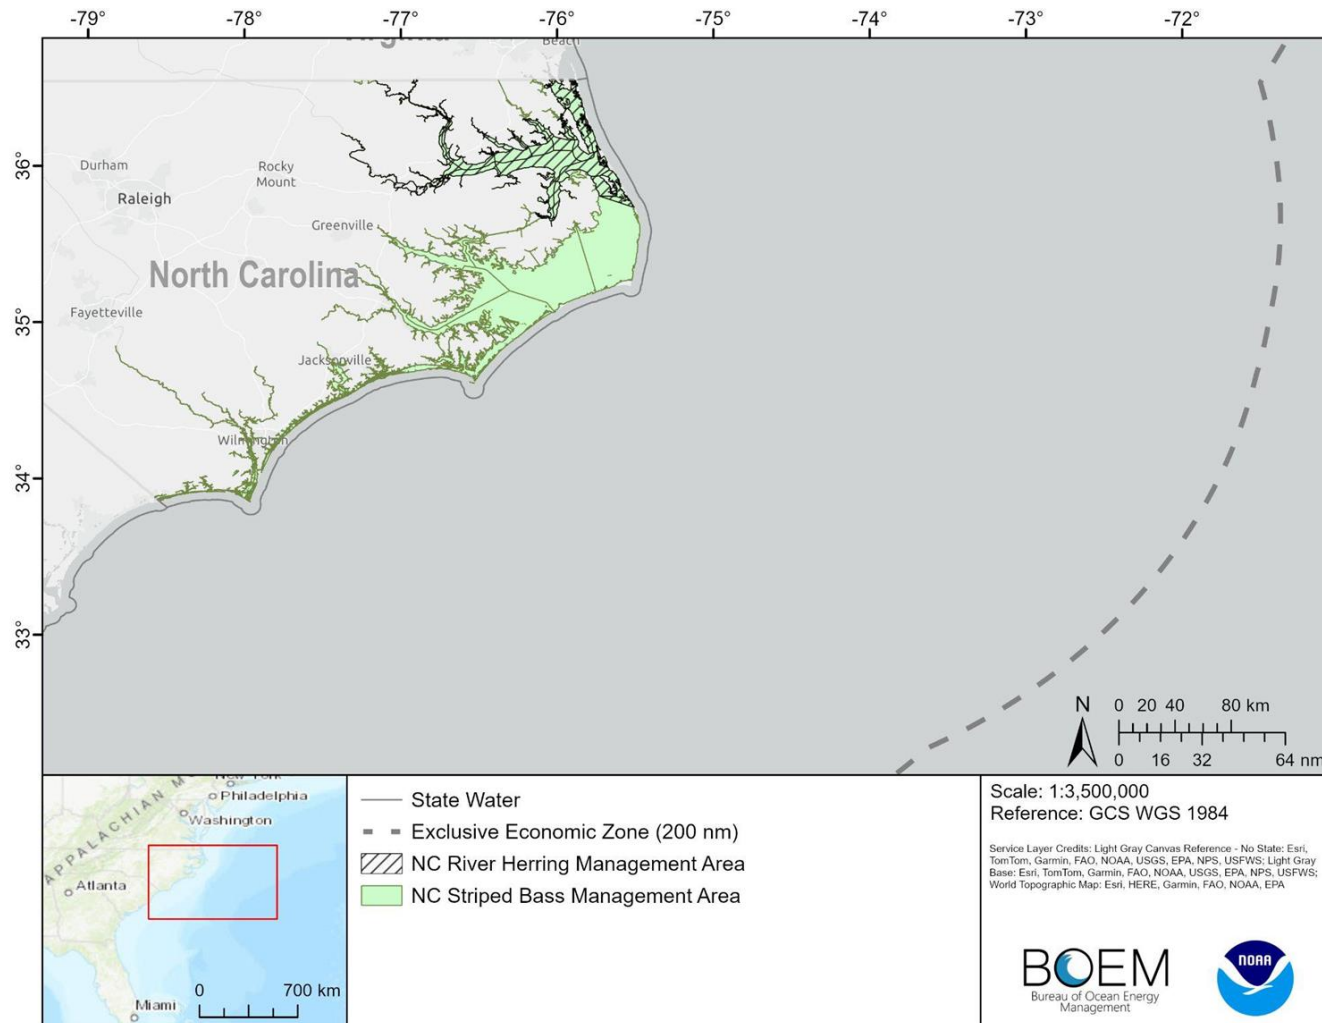 -79°
-78°
-77°
-76°
-75°
-74°
-73°
-72°
Beach
36°
Durham
Rocky
Mount
Raleigh
Greenville
North Carolina
35°
Fayetteville
Jacksonville
Wilmington
34°
33°
N
0 20 40 80 km
0 16 32 64 nm
Philadelphia
Washington
APPALACHIAN M
Atlanta
0 700 km
Miami
State Water
Exclusive Economic Zone (200 nm)
NC River Herring Management Area
NC Striped Bass Management Area
Scale: 1:3,500,000
Reference: GCS WGS 1984
Service Layer Credits: Light Gray Canvas Reference - No State: Esri,
TomTom, Garmin, FAO, NOAA, USGS, EPA, NPS, USFWS; Light Gray
Base: Esri, TomTom, Garmin, FAO, NOAA, USGS, EPA, NPS, USFWS;
World Topographic Map: Esri, HERE, Garmin, FAO, NOAA, EPA
BOEM
Bureau of Ocean Energy
Management
NOAA